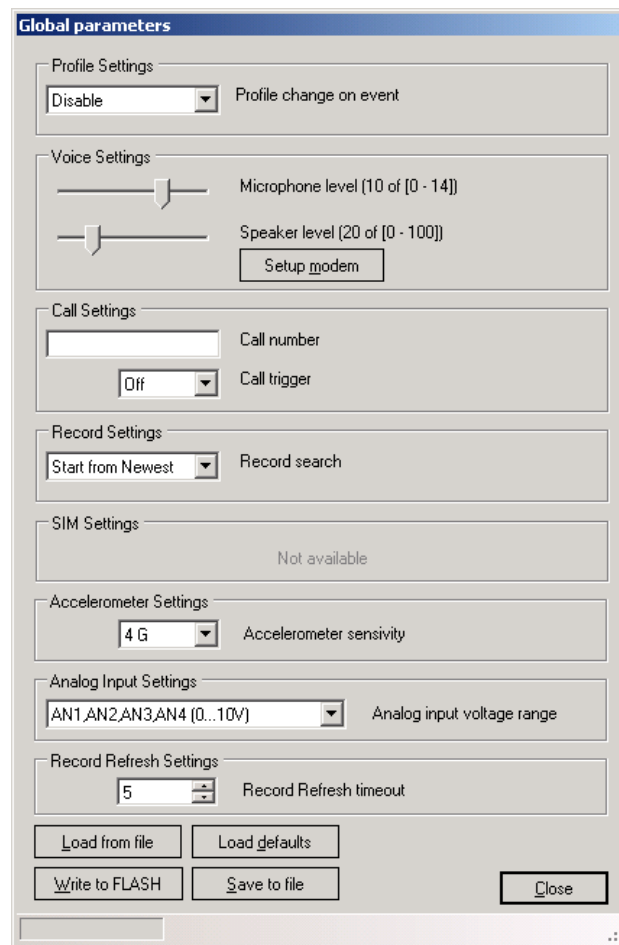 Global parameters
Profile Settings
Disable
Profile change on event
Voice Settings
Microphone level (10 of [0 - 14])
Speaker level (20 of [0 - 100])
Setup modem
Call Settings
Call number
Off
Call trigger
Record Settings
Start from Newest
Record search
SIM Settings
Not available
Accelerometer Settings
4 G
Accelerometer sensivity
Analog Input Settings
AN1,AN2,AN3,AN4 (0...10V)
Analog input voltage range
Record Refresh Settings
5
Record Refresh timeout
Load from file
Load defaults
Write to FLASH
Save to file
Close